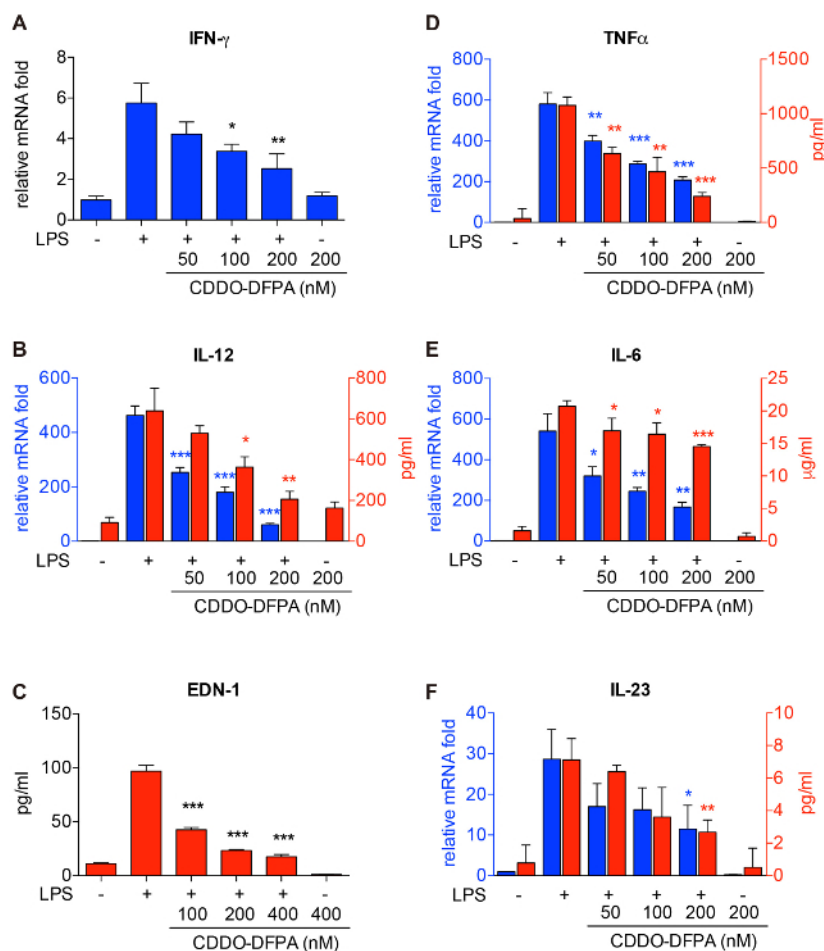 A
IFN-γ
relative mRNA fold
8
6
4
2
0
* **
LPS - + + + + -
50 100 200 200
CDDO-DFPA (nM)
D
TNFα
relative mRNA fold
800
600
400
200
0
1500
1000
500
0
pg/ml
** ** *** ** *** ***
LPS - + + + + -
50 100 200 200
CDDO-DFPA (nM)
B
IL-12
relative mRNA fold
600
400
200
0
800
600
400
200
0
pg/ml
*** *** * *** **
LPS - + + + + -
50 100 200 200
CDDO-DFPA (nM)
E
IL-6
relative mRNA fold
800
600
400
200
0
25
20
15
10
5
0
µg/ml
* * ** * ** ***
LPS - + + + + -
50 100 200 200
CDDO-DFPA (nM)
C
EDN-1
pg/ml
150
100
50
0
*** *** ***
LPS - + + + + -
100 200 400 400
CDDO-DFPA (nM)
F
IL-23
relative mRNA fold
40
30
20
10
0
10
8
6
4
2
0
pg/ml
* **
LPS - + + + + -
50 100 200 200
CDDO-DFPA (nM)